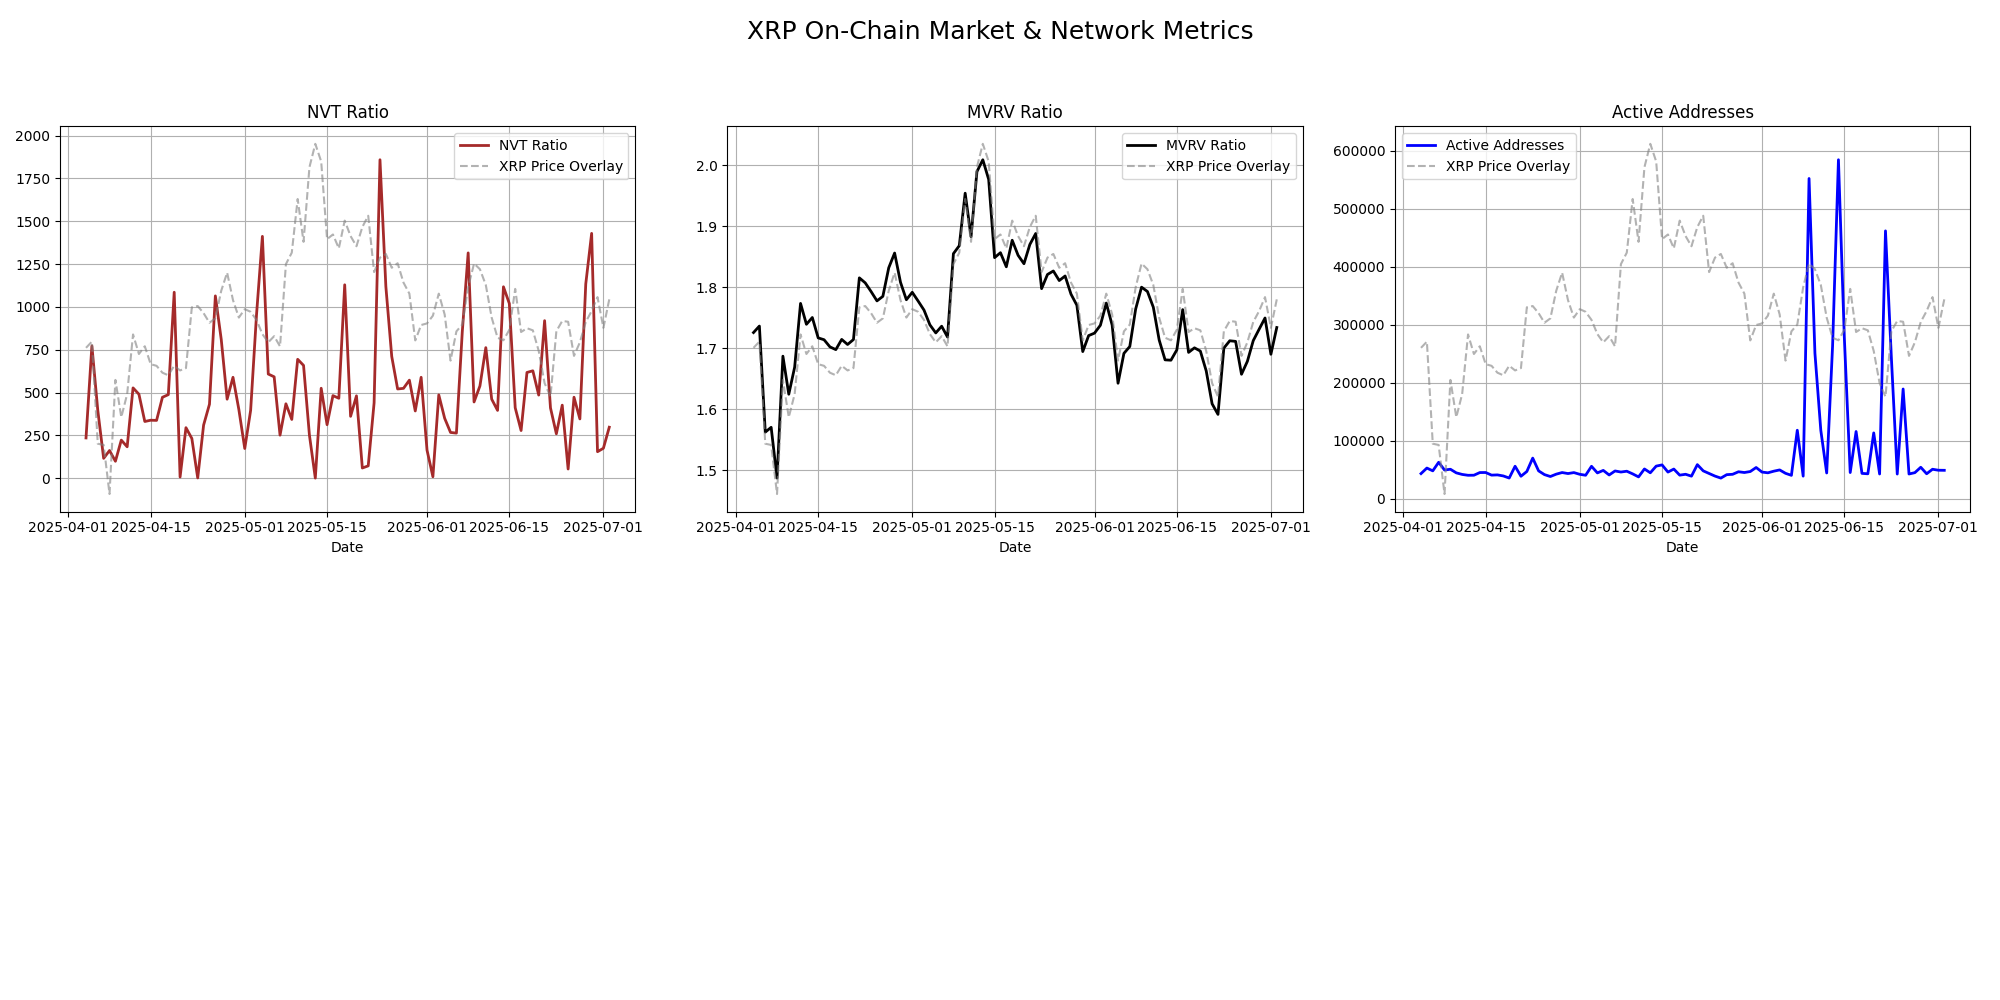 XRP On-Chain Market & Network Metrics
NVT Ratio
2000
1750
1500
1250
1000
750
500
250
0
NVT Ratio
XRP Price Overlay
2025-04-01 2025-04-15 2025-05-01 2025-05-15 2025-06-01 2025-06-15 2025-07-01
Date
MVRV Ratio
2.0
1.9
1.8
1.7
1.6
1.5
MVRV Ratio
XRP Price Overlay
2025-04-01 2025-04-15 2025-05-01 2025-05-15 2025-06-01 2025-06-15 2025-07-01
Date
Active Addresses
600000
500000
400000
300000
200000
100000
0
Active Addresses
XRP Price Overlay
2025-04-01 2025-04-15 2025-05-01 2025-05-15 2025-06-01 2025-06-15 2025-07-01
Date